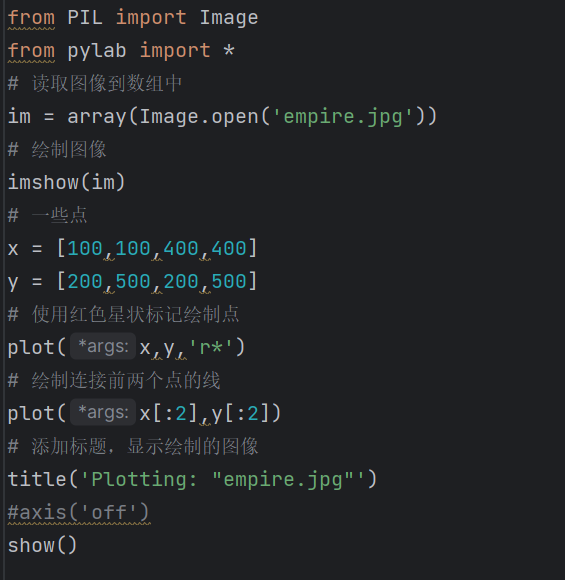 from PIL import Image
from pylab import *
# 读取图像到数组中
im = array(Image.open('empire.jpg'))
# 绘制图像
imshow(im)
# 一些点
x = [100,100,400,400]
y = [200,500,200,500]
# 使用红色星状标记绘制点
plot( *args: x,y,'r*')
# 绘制连接前两个点的线
plot( *args: x[:2],y[:2])
# 添加标题，显示绘制的图像
title('Plotting: "empire.jpg"')
#axis('off')
show()